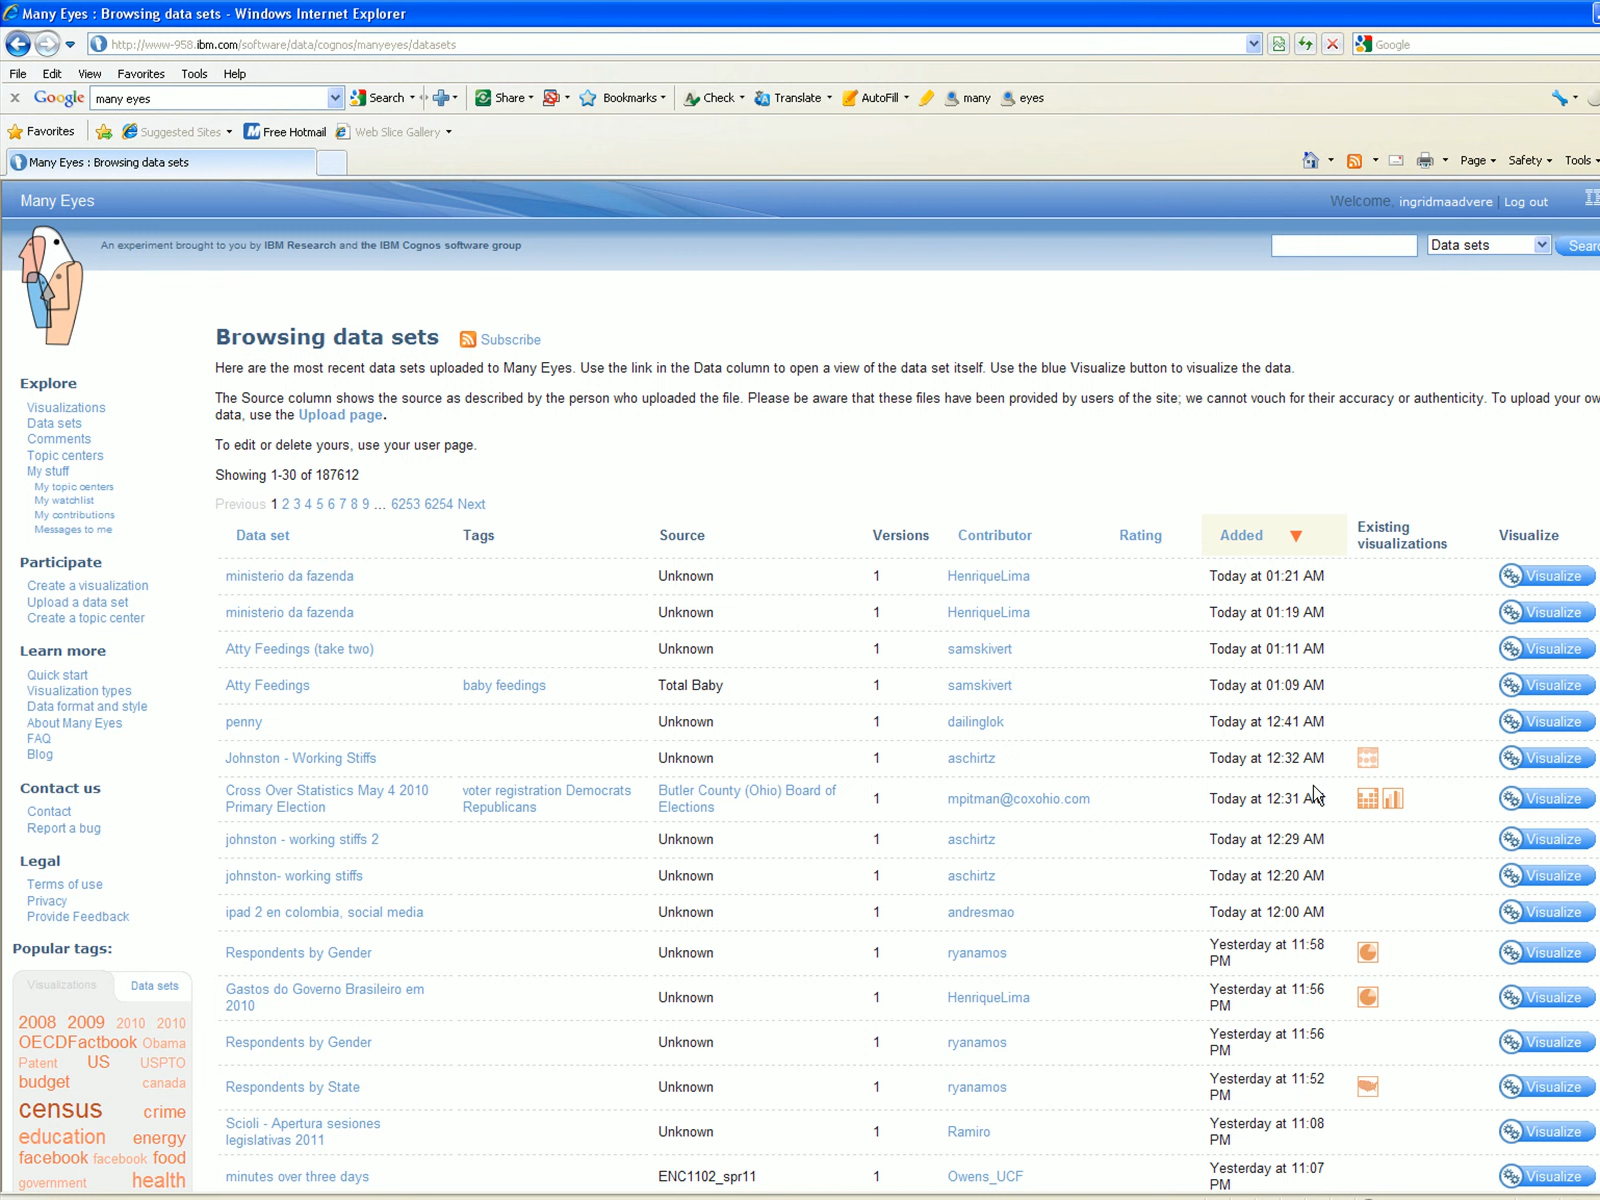 Many Eyes : Browsing data sets - Windows Internet Explorer
http://www-958.ibm.com/software/data/cognos/manyeyes/datasets
Google
File Edit View Favorites Tools Help
x Google many eyes Search Share Bookmarks Check Translate AutoFill many eyes
Favorites Suggested Sites Free Hotmail Web Slice Gallery
Many Eyes : Browsing data sets
Page Safety Tools
Many Eyes
Welcome, ingridmaadvere | Log out
An experiment brought to you by IBM Research and the IBM Cognos software group
Data sets
Browsing data sets Subscribe
Here are the most recent data sets uploaded to Many Eyes. Use the link in the Data column to open a view of the data set itself. Use the blue Visualize button to visualize the data.
The Source column shows the source as described by the person who uploaded the file. Please be aware that these files have been provided by users of the site; we cannot vouch for their accuracy or authenticity. To upload your
data, use the Upload page.
To edit or delete yours, use your user page.
Showing 1-30 of 187612
Previous 1 2 3 4 5 6 7 8 9 ... 6253 6254 Next
Explore
Visualizations
Data sets
Comments
Topic centers
My stuff
My topic centers
My watchlist
My contributions
Messages to me
Participate
Create a visualization
Upload a data set
Create a topic center
Learn more
Quick start
Visualization types
Data format and style
About Many Eyes
FAQ
Blog
Contact us
Contact
Report a bug
Legal
Terms of use
Privacy
Provide Feedback
Popular tags:
Visualizations Data sets
2008 2009 2010 2010
OECDFactbook Obama
Patent US USPTO
budget canada
census crime
education energy
facebook facebook food
government health
Data set Tags Source Versions Contributor Rating Added Existing visualizations Visualize
ministerio da fazenda Unknown 1 HenriqueLima Today at 01:21 AM Visualize
ministerio da fazenda Unknown 1 HenriqueLima Today at 01:19 AM Visualize
Atty Feedings (take two) Unknown 1 samskivert Today at 01:11 AM Visualize
Atty Feedings baby feedings Total Baby 1 samskivert Today at 01:09 AM Visualize
penny Unknown 1 dailinglok Today at 12:41 AM Visualize
Johnston - Working Stiffs Unknown 1 aschirtz Today at 12:32 AM Visualize
Cross Over Statistics May 4 2010 Primary Election voter registration Democrats Republicans Butler County (Ohio) Board of Elections 1 mpitman@coxohio.com Today at 12:31 AM Visualize
johnston - working stiffs 2 Unknown 1 aschirtz Today at 12:29 AM Visualize
johnston- working stiffs Unknown 1 aschirtz Today at 12:20 AM Visualize
ipad 2 en colombia, social media Unknown 1 andresmao Today at 12:00 AM Visualize
Respondents by Gender Unknown 1 ryanamos Yesterday at 11:58 PM Visualize
Gastos do Governo Brasileiro em 2010 Unknown 1 HenriqueLima Yesterday at 11:56 PM Visualize
Respondents by Gender Unknown 1 ryanamos Yesterday at 11:56 PM Visualize
Respondents by State Unknown 1 ryanamos Yesterday at 11:52 PM Visualize
Scioli - Apertura sesiones legislativas 2011 Unknown 1 Ramiro Yesterday at 11:08 PM Visualize
minutes over three days ENC1102_spr11 1 Owens_UCF Yesterday at 11:07 PM Visualize